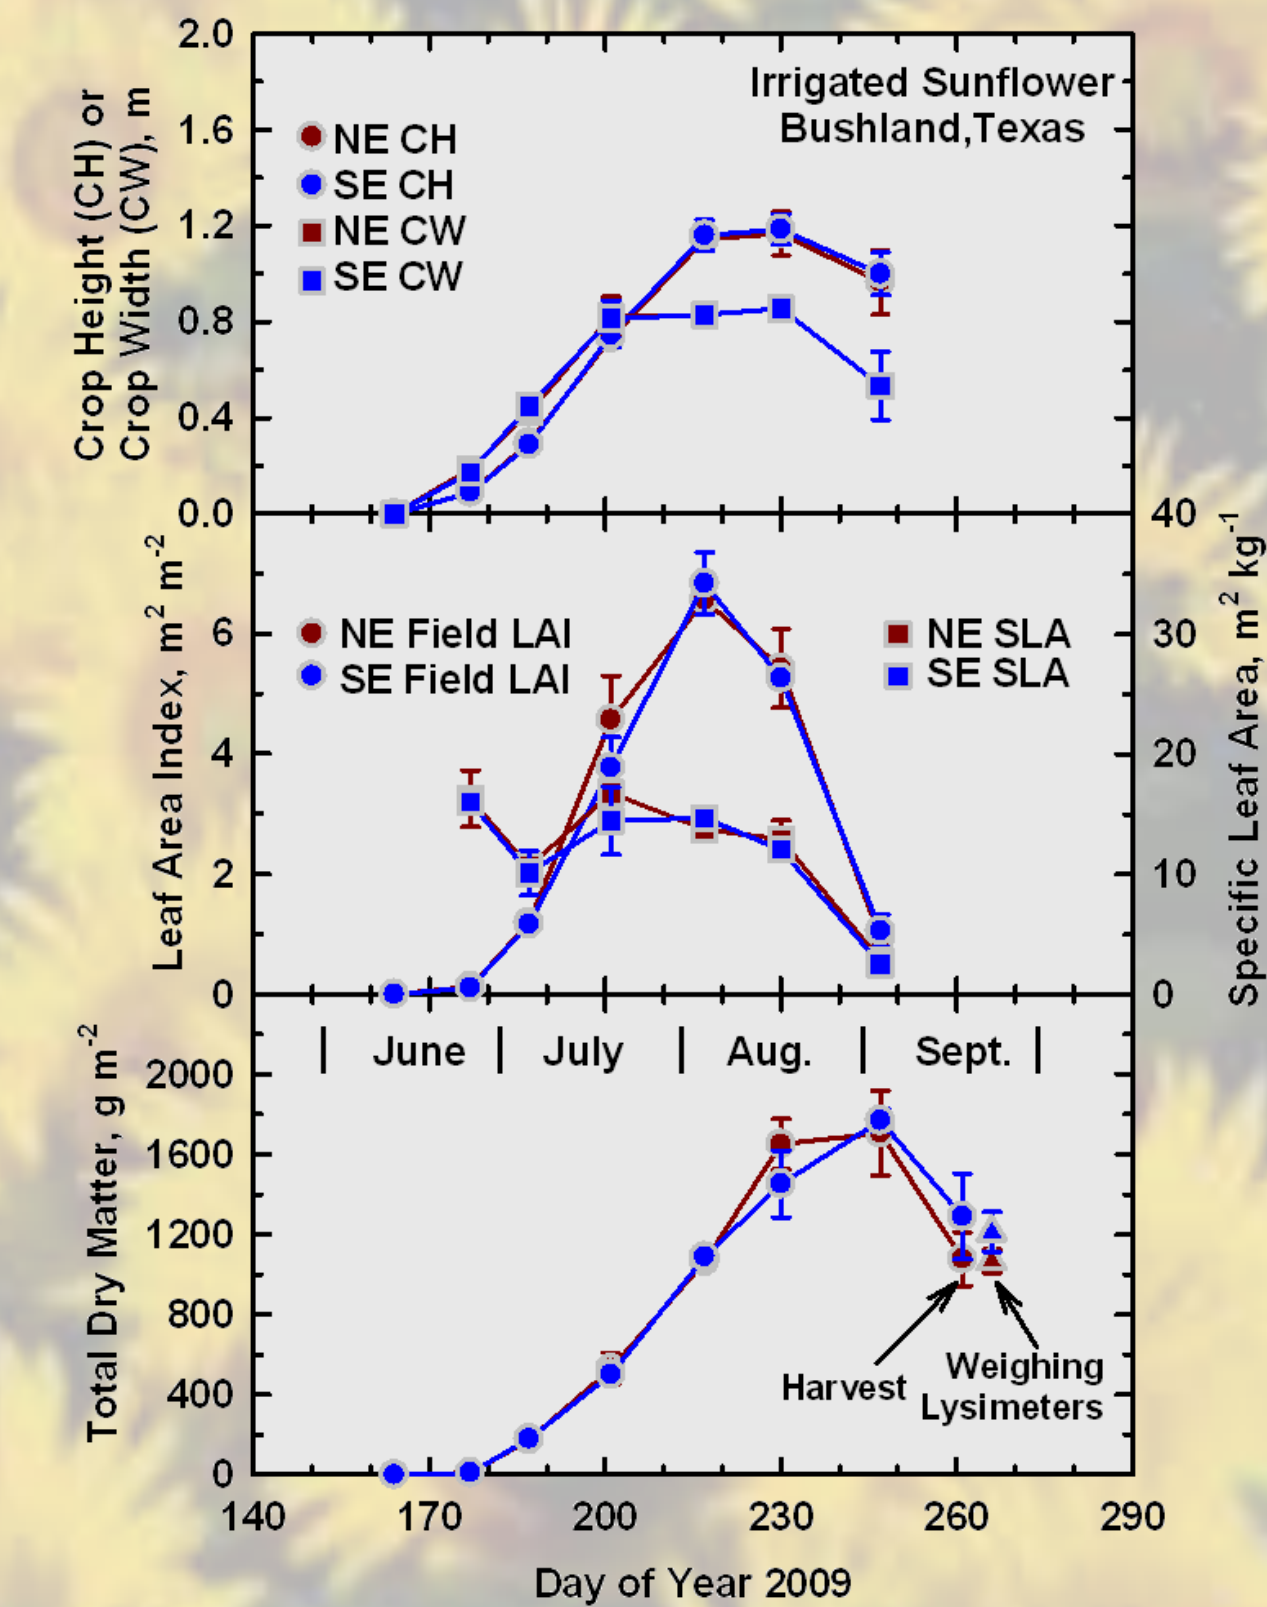 Irrigated Sunflower
Bushland,Texas
Crop Height (CH) or
Crop Width (CW), m
2.0
1.6
1.2
0.8
0.4
0.0
NE CH
SE CH
NE CW
SE CW
Leaf Area Index, m² m⁻²
6
4
2
0
NE Field LAI
SE Field LAI
NE SLA
SE SLA
40
30
20
10
0
Specific Leaf Area, m² kg⁻¹
| June | July | Aug. | Sept. |
Total Dry Matter, g m⁻²
2000
1600
1200
800
400
0
Harvest
Weighing
Lysimeters
140 170 200 230 260 290
Day of Year 2009